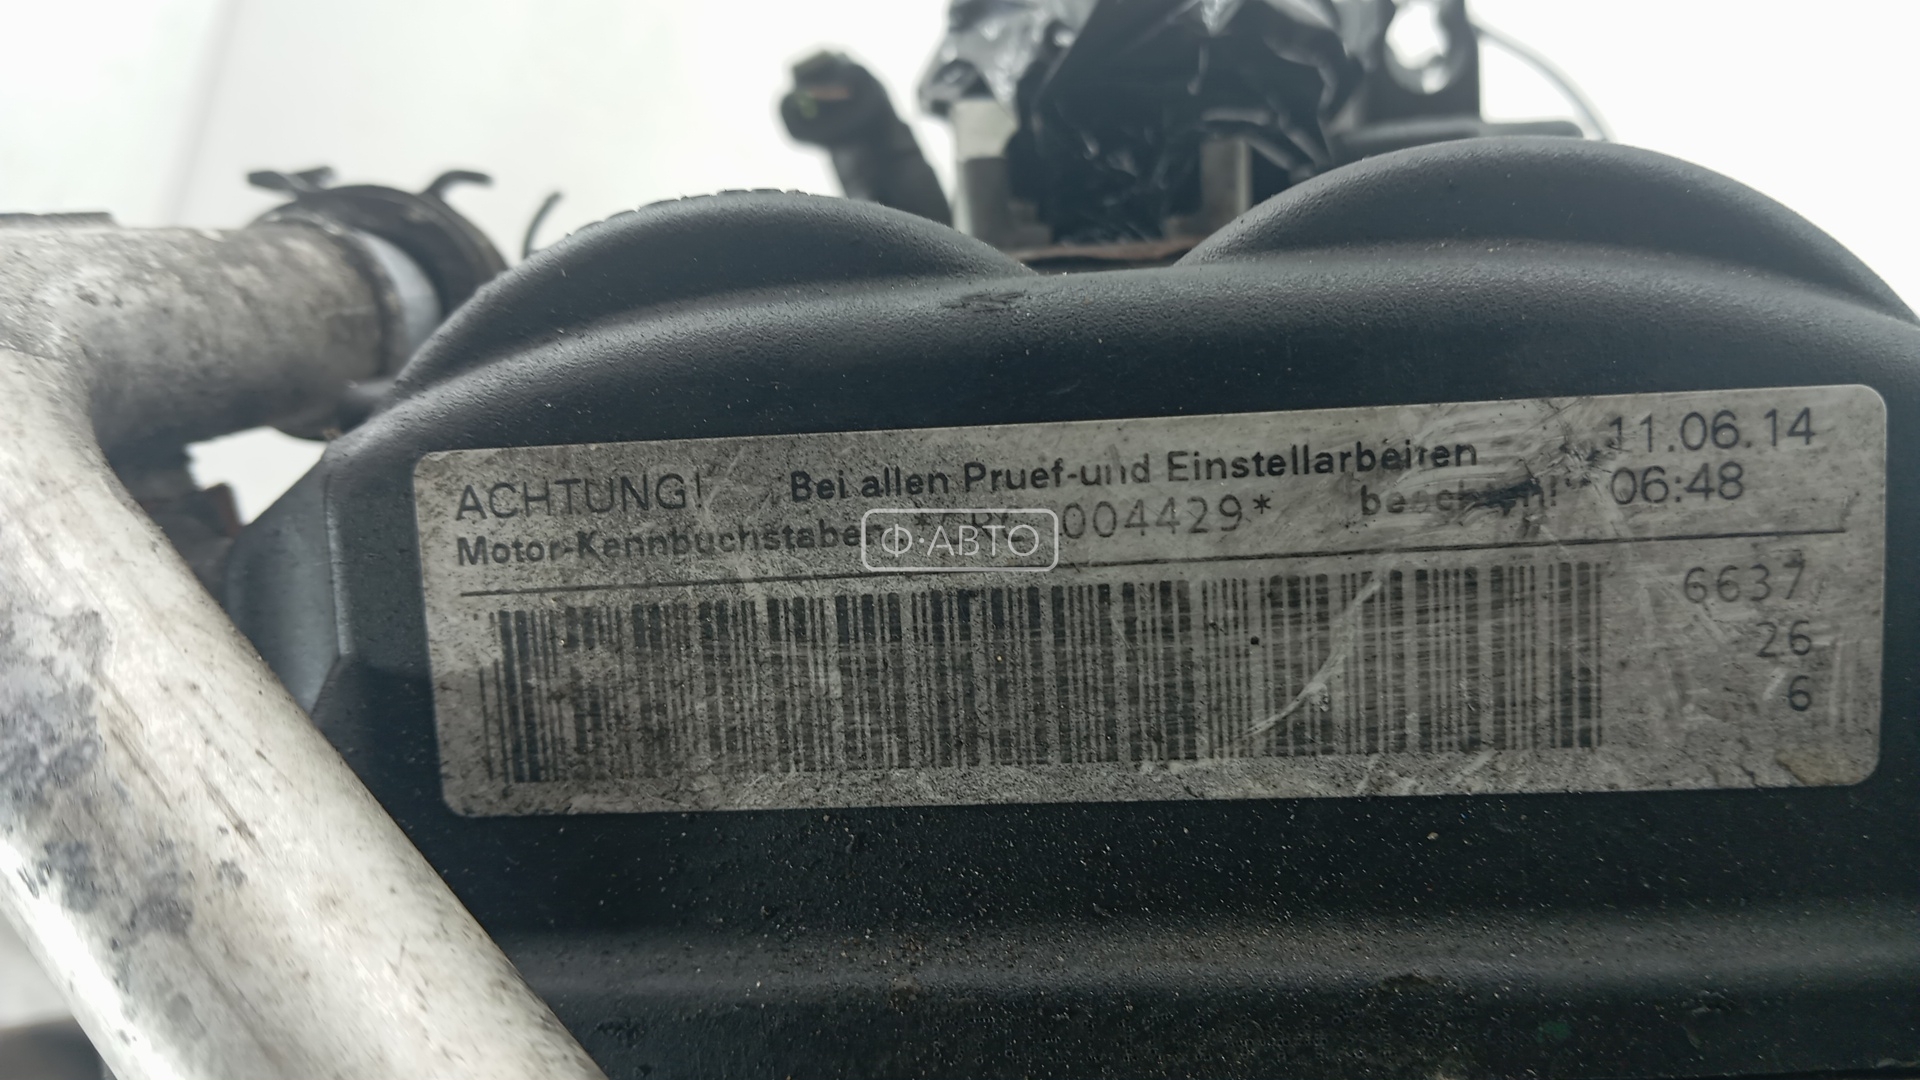 ACHTUNG! Bei allen Pruef-und Einstellarbeiten 11.06.14
Motor-Kennbuchstaben 004429* 06:48
Ф·АВТО
6637
26
6